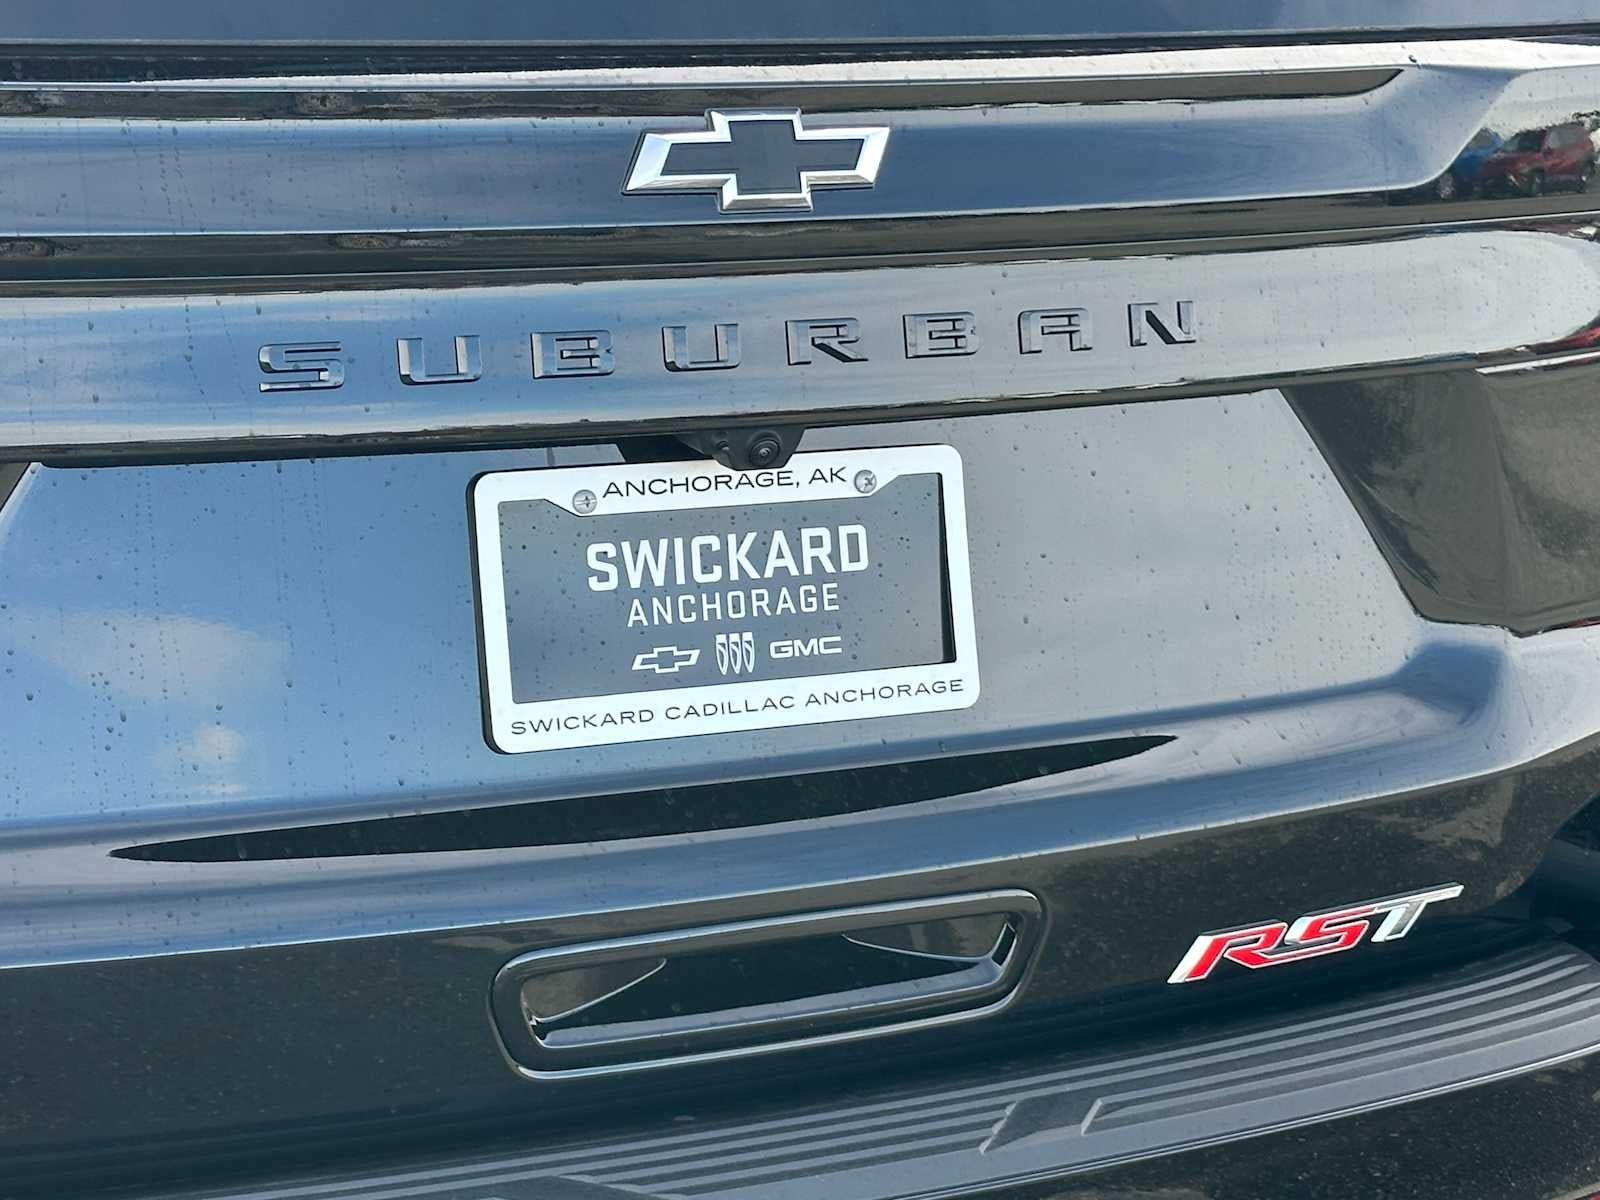 SUBURBAN
ANCHORAGE, AK
SWICKARD
ANCHORAGE
GMC
SWICKARD CADILLAC ANCHORAGE
RST